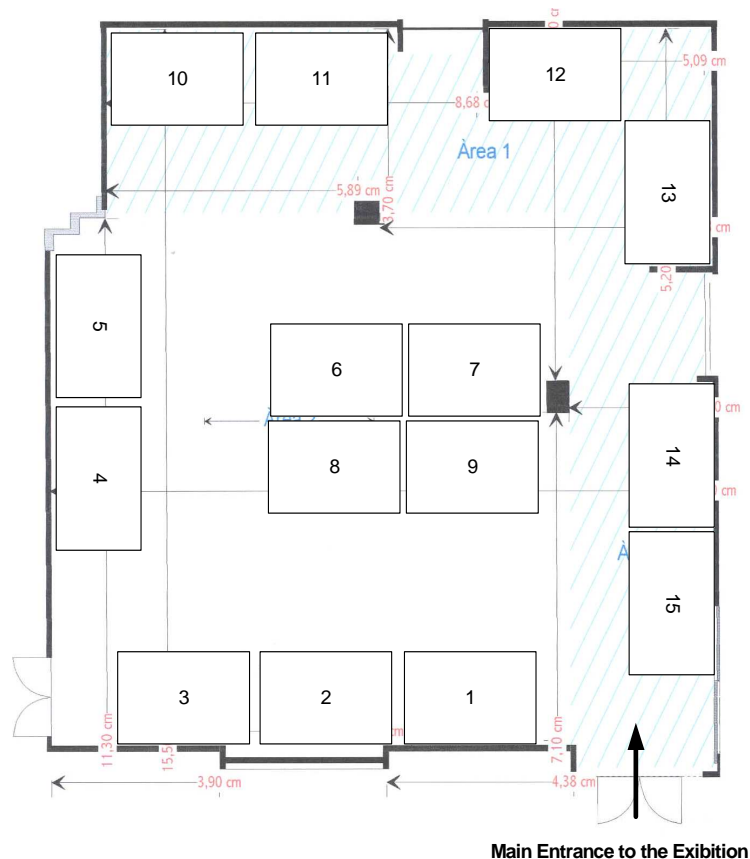 10
11
12
5,09 cm
8,68
Àrea 1
13
5,89 cm
3,70 cm
cm
5,20
5
6
7
0 cm
4
8
9
14
cm
À
15
3
2
1
cm
11,30 cm
15,5
7,10 cm
3,90 cm
4,38 cm
Main Entrance to the Exibition